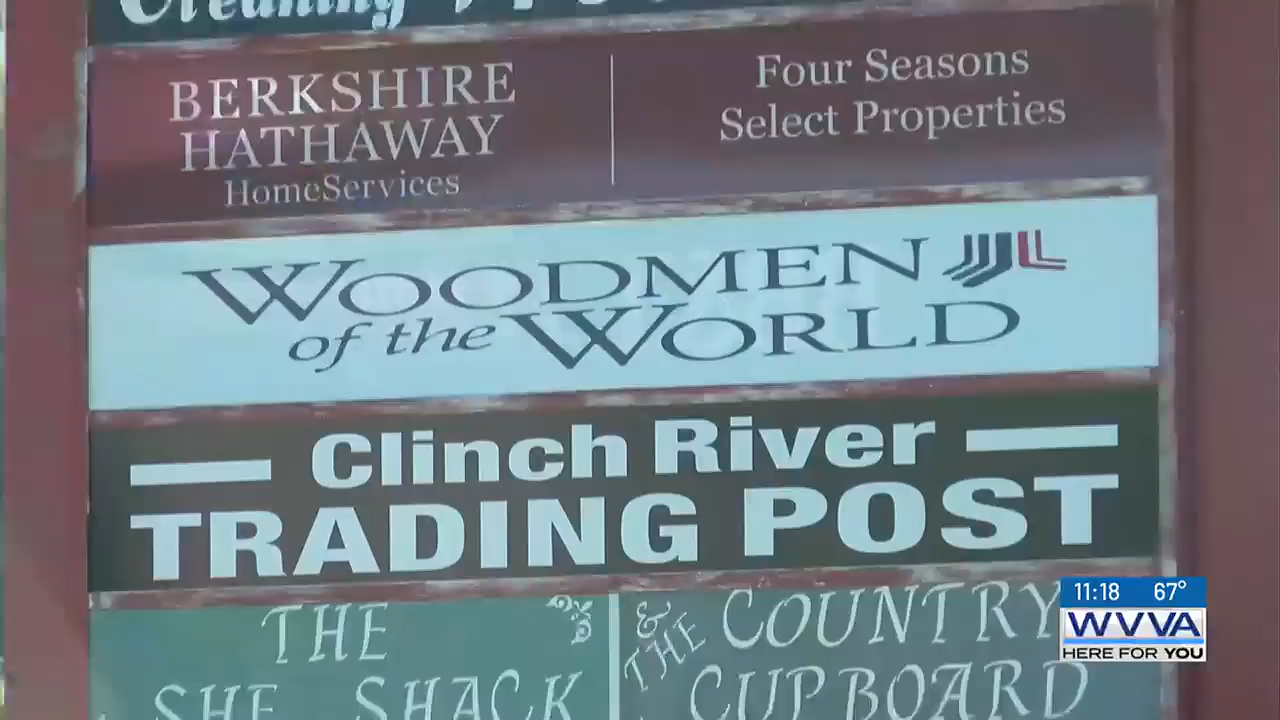 Cleaning
BERKSHIRE
HATHAWAY
HomeServices
Four Seasons
Select Properties
WOODMEN
of the WORLD
Clinch River
TRADING POST
THE
SHE SHACK
& THE COUNTRY
CUPBOARD
11:18 67°
WVVA
HERE FOR YOU